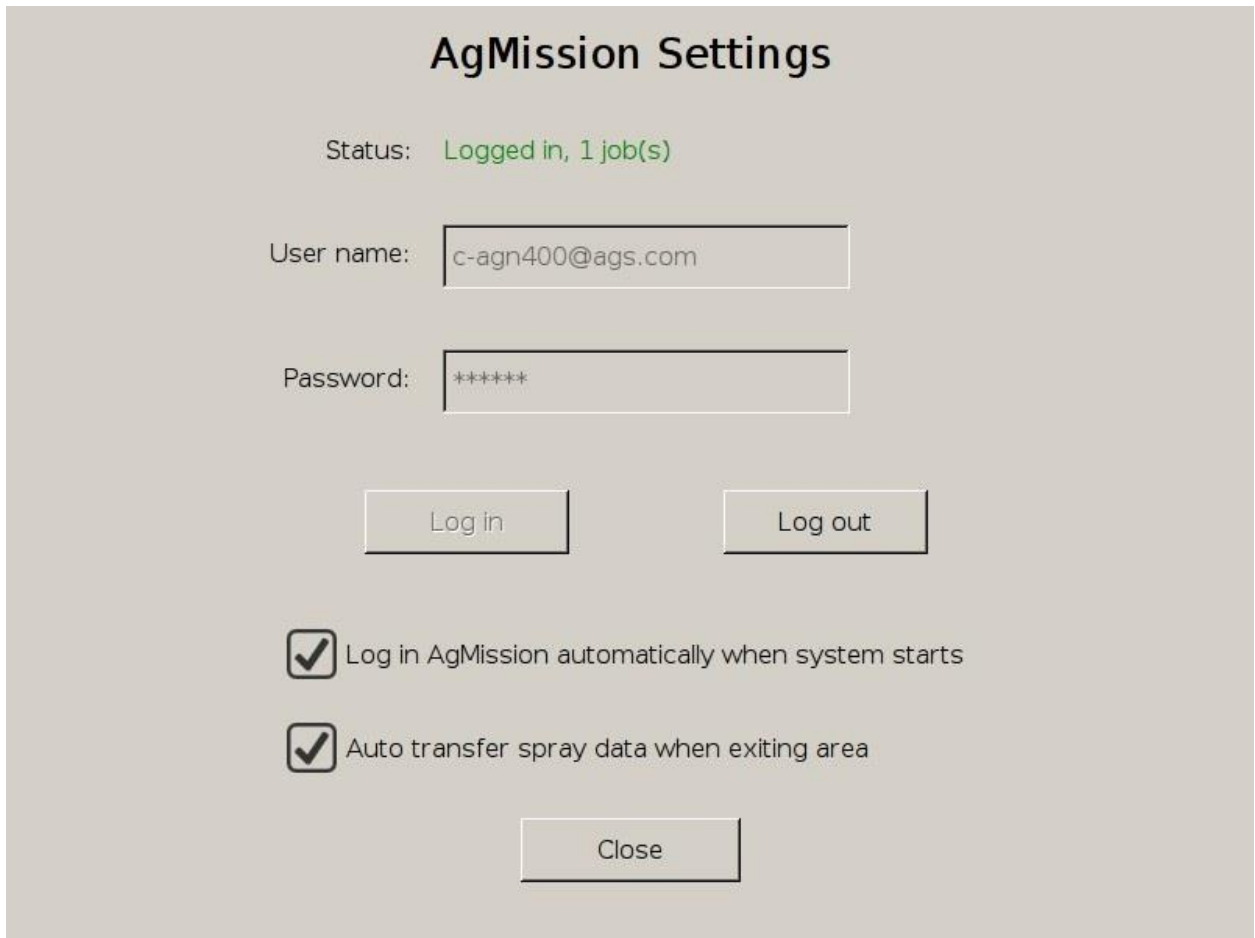 AgMission Settings
Status: Logged in, 1 job(s)
User name: c-agn400@ags.com
Password: ******
Log in Log out
Log in AgMission automatically when system starts
Auto transfer spray data when exiting area
Close